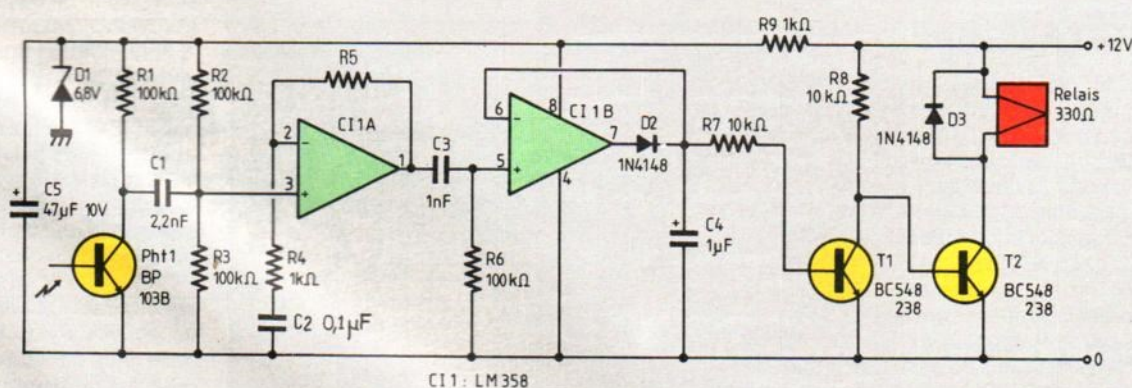 R9 1kΩ
+12V
D1
6,8V
R1
100kΩ
R2
100kΩ
R5
R8
10kΩ
D3
1N4148
Relais
330Ω
2
-
CI1A
1
3
+
6
-
8
CI1B
7
5
+
4
D2
1N4148
R7 10kΩ
C1
2,2nF
C3
1nF
+
C5
47µF 10V
Pht1
BP
103B
R3
100kΩ
R4
1kΩ
R6
100kΩ
+
C4
1µF
T1
BC548
238
T2
BC548
238
C2 0,1µF
0
CI1: LM358